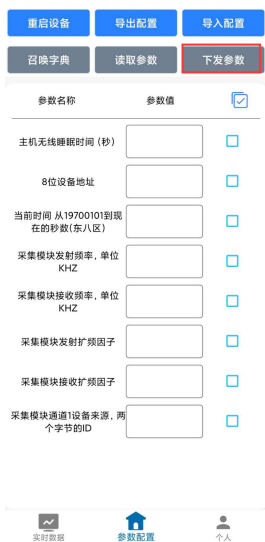 重启设备 导出配置 导入配置
召唤字典 读取参数 下发参数
参数名称 参数值
主机无线睡眠时间 (秒)
8位设备地址
当前时间 从19700101到现
在的秒数(东八区)
采集模块发射频率, 单位
KHZ
采集模块接收频率, 单位
KHZ
采集模块发射扩频因子
采集模块接收扩频因子
采集模块通道1设备来源, 两
个字节的ID
实时数据 参数配置 个人